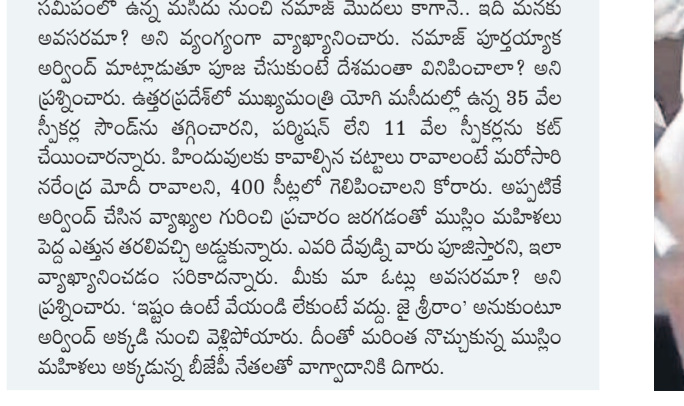 సమీపంలో ఉన్న మసీదు నుంచి నమాజ్ మొదలు కాగానే.. ఇది మనకు
అవసరమా? అని వ్యంగ్యంగా వ్యాఖ్యానించారు. నమాజ్ పూర్తయ్యాక
అర్వింద్ మాట్లాడుతూ పూజ చేసుకుంటే దేశమంతా వినిపించాలా? అని
ప్రశ్నించారు. ఉత్తరప్రదేశ్‌లో ముఖ్యమంత్రి యోగి మసీదుల్లో ఉన్న 35 వేల
స్పీకర్ల సౌండ్‌ను తగ్గించారని, పర్మిషన్ లేని 11 వేల స్పీకర్లను కట్
చేయించారన్నారు. హిందువులకు కావాల్సిన చట్టాలు రావాలంటే మరోసారి
నరేంద్ర మోదీ రావాలని, 400 సీట్లలో గెలిపించాలని కోరారు. అప్పటికే
అర్వింద్ చేసిన వ్యాఖ్యల గురించి ప్రచారం జరగడంతో ముస్లిం మహిళలు
పెద్ద ఎత్తున తరలివచ్చి అడ్డుకున్నారు. ఎవరి దేవుడ్ని వారు పూజిస్తారని, ఇలా
వ్యాఖ్యానించడం సరికాదన్నారు. మీకు మా ఓట్లు అవసరమా? అని
ప్రశ్నించారు. ‘ఇష్టం ఉంటే వేయండి లేకుంటే వద్దు. జై శ్రీరాం’ అనుకుంటూ
అర్వింద్ అక్కడి నుంచి వెళ్లిపోయారు. దీంతో మరింత నొచ్చుకున్న ముస్లిం
మహిళలు అక్కడున్న బీజేపీ నేతలతో వాగ్వాదానికి దిగారు.